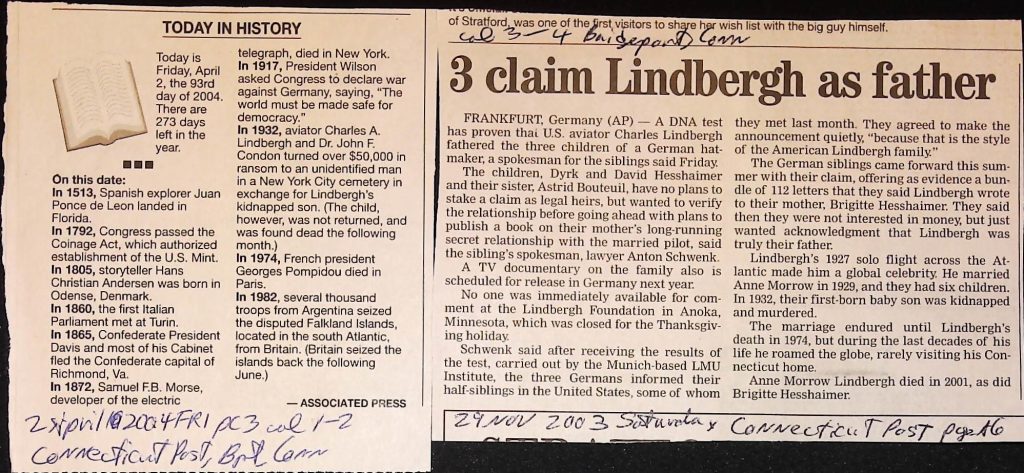 TODAY IN HISTORY
Today is
Friday, April
2, the 93rd
day of 2004.
There are
273 days
left in the
year.
On this date:
In 1513, Spanish explorer Juan
Ponce de Leon landed in
Florida.
In 1792, Congress passed the
Coinage Act, which authorized
establishment of the U.S. Mint.
In 1805, storyteller Hans
Christian Andersen was born in
Odense, Denmark.
In 1860, the first Italian
Parliament met at Turin.
In 1865, Confederate President
Davis and most of his Cabinet
fled the Confederate capital of
Richmond, Va.
In 1872, Samuel F.B. Morse,
developer of the electric
telegraph, died in New York.
In 1917, President Wilson
asked Congress to declare war
against Germany, saying, “The
world must be made safe for
democracy.”
In 1932, aviator Charles A.
Lindbergh and Dr. John F.
Condon turned over $50,000 in
ransom to an unidentified man
in a New York City cemetery in
exchange for Lindbergh's
kidnapped son. (The child,
however, was not returned, and
was found dead the following
month.)
In 1974, French president
Georges Pompidou died in
Paris.
In 1982, several thousand
troops from Argentina seized
the disputed Falkland Islands,
located in the south Atlantic,
from Britain. (Britain seized the
islands back the following
June.)
— ASSOCIATED PRESS
2 april 2004 FRI pg 3 col 1-2
Connecticut Post, Bpt, Conn
of Stratford, was one of the first visitors to share her wish list with the big guy himself.
col 3-4 Bridgeport, Conn
3 claim Lindbergh as father
FRANKFURT, Germany (AP) — A DNA test
has proven that U.S. aviator Charles Lindbergh
fathered the three children of a German hat-
maker, a spokesman for the siblings said Friday.
The children, Dyrk and David Hesshaimer
and their sister, Astrid Bouteuil, have no plans to
stake a claim as legal heirs, but wanted to verify
the relationship before going ahead with plans to
publish a book on their mother's long-running
secret relationship with the married pilot, said
the sibling's spokesman, lawyer Anton Schwenk.
A TV documentary on the family also is
scheduled for release in Germany next year.
No one was immediately available for com-
ment at the Lindbergh Foundation in Anoka,
Minnesota, which was closed for the Thanksgiv-
ing holiday.
Schwenk said after receiving the results of
the test, carried out by the Munich-based LMU
Institute, the three Germans informed their
half-siblings in the United States, some of whom
they met last month. They agreed to make the
announcement quietly, “because that is the style
of the American Lindbergh family.”
The German siblings came forward this sum-
mer with their claim, offering as evidence a bun-
dle of 112 letters that they said Lindbergh wrote
to their mother, Brigitte Hesshaimer. They said
then they were not interested in money, but just
wanted acknowledgment that Lindbergh was
truly their father.
Lindbergh's 1927 solo flight across the At-
lantic made him a global celebrity. He married
Anne Morrow in 1929, and they had six children.
In 1932, their first-born baby son was kidnapped
and murdered.
The marriage endured until Lindbergh's
death in 1974, but during the last decades of his
life he roamed the globe, rarely visiting his Con-
necticut home.
Anne Morrow Lindbergh died in 2001, as did
Brigitte Hesshaimer.
29 NOV 2003 Saturday Connecticut Post page A6